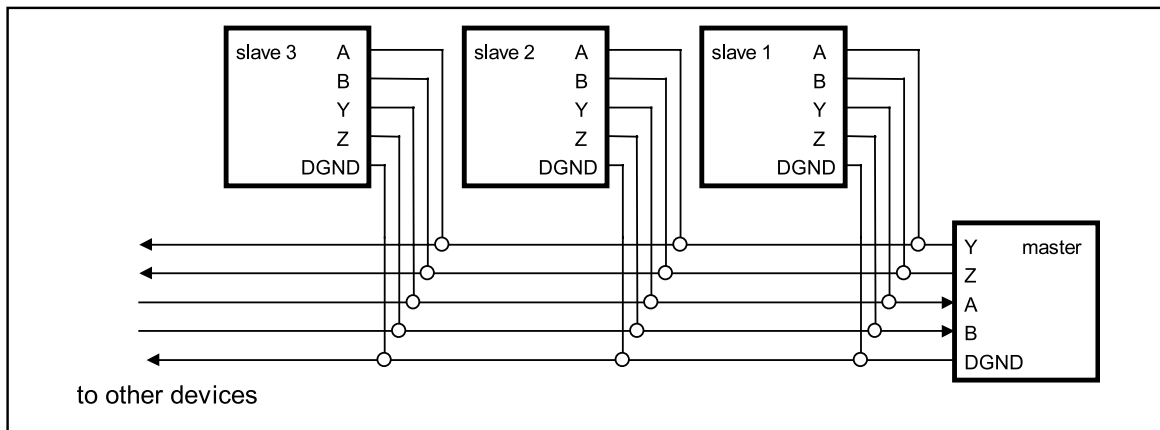 slave 3
A
B
Y
Z
DGND
slave 2
A
B
Y
Z
DGND
slave 1
A
B
Y
Z
DGND
Y master
Z
A
B
DGND
to other devices